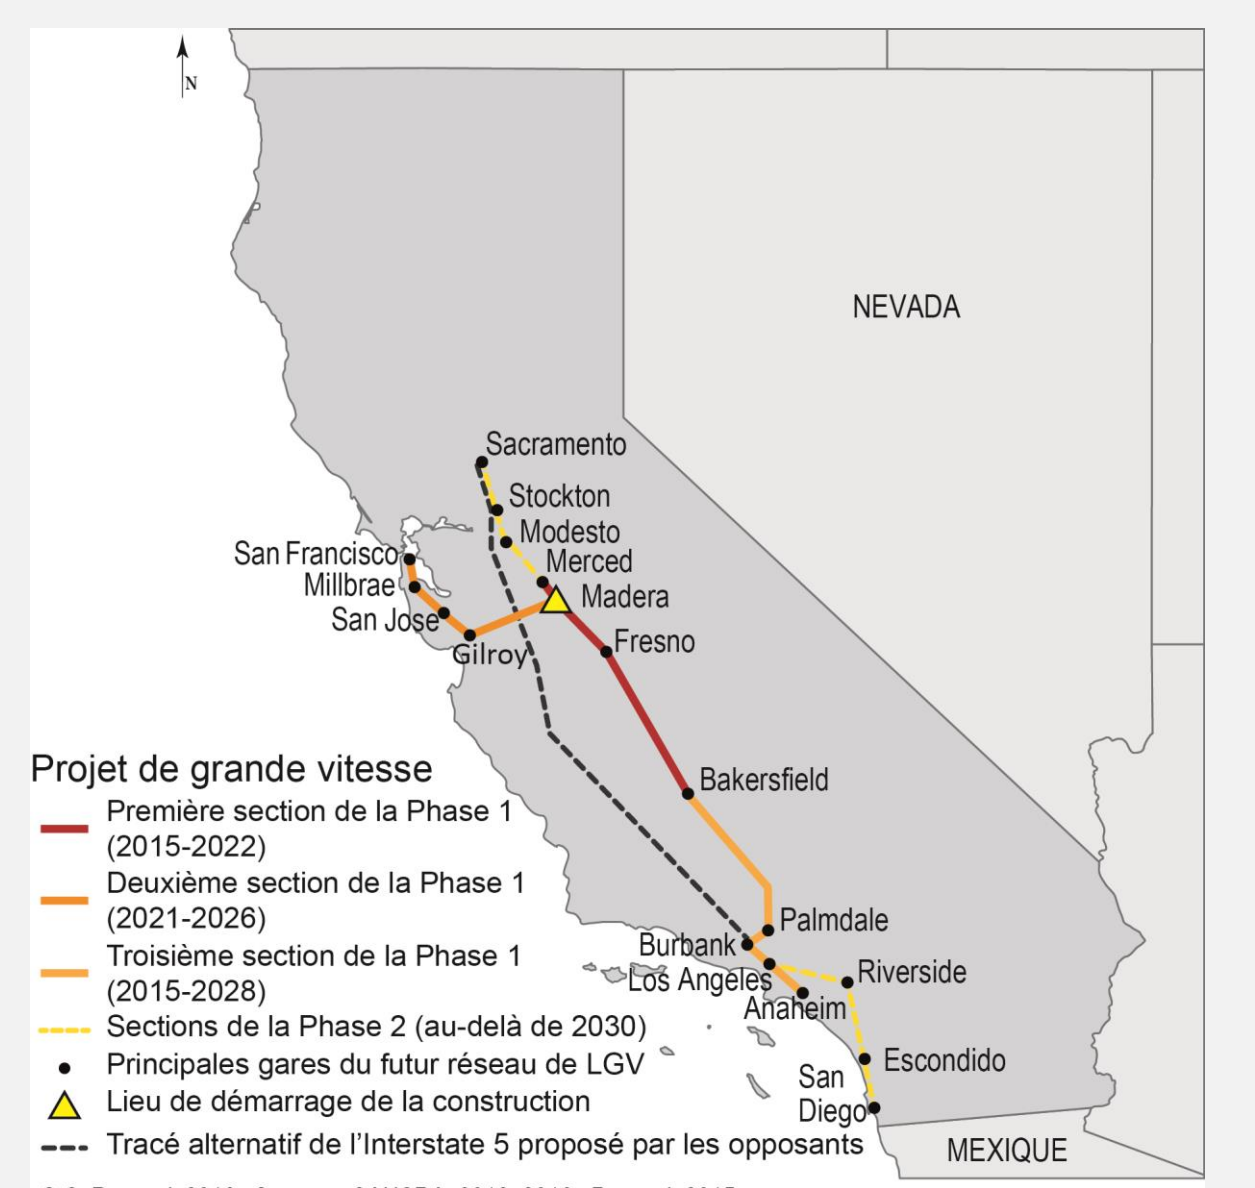 N
NEVADA
Sacramento
Stockton
Modesto
San Francisco
Merced
Millbrae
Madera
San Jose
Fresno
Gilroy
Projet de grande vitesse
Bakersfield
Première section de la Phase 1
(2015-2022)
Deuxième section de la Phase 1
(2021-2026)
Palmdale
Burbank
Troisième section de la Phase 1
(2015-2028)
Los Angeles
Riverside
Anaheim
Sections de la Phase 2 (au-delà de 2030)
Principales gares du futur réseau de LGV
Escondido
San
Diego
Lieu de démarrage de la construction
Tracé alternatif de l’Interstate 5 proposé par les opposants
MEXIQUE